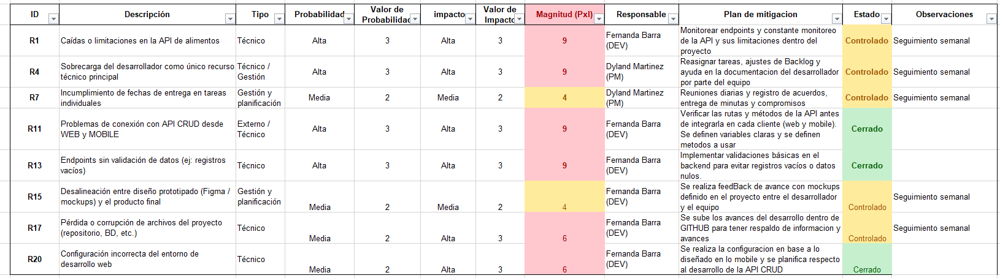 ID Descripción Tipo Probabilidad Valor de Probabilidad impacto Valor de Impacto Magnitud (PxI) Responsable Plan de mitigacion Estado Observaciones
R1 Caídas o limitaciones en la API de alimentos Técnico Alta 3 Alta 3 9 Fernanda Barra (DEV) Monitorear endpoints y constante monitoreo de la API y sus limitaciones dentro del proyecto Controlado Seguimiento semanal
R4 Sobrecarga del desarrollador como único recurso técnico principal Técnico / Gestión Alta 3 Alta 3 9 Dyland Martinez (PM) Reasignar tareas, ajustes de Backlog y ayuda en la documentacion del desarrollador por parte del equipo Controlado Seguimiento semanal
R7 Incumplimiento de fechas de entrega en tareas individuales Gestión y planificación Media 2 Media 2 4 Dyland Martinez (PM) Reuniones diarias y registro de acuerdos, entrega de minutas y compromisos Controlado Seguimiento semanal
R11 Problemas de conexión con API CRUD desde WEB y MOBILE Externo / Técnico Alta 3 Alta 3 9 Fernanda Barra (DEV) Verificar las rutas y métodos de la API antes de integrarla en cada cliente (web y mobile). Se definen variables claras y se definen metodos a usar Cerrado
R13 Endpoints sin validación de datos (ej: registros vacíos) Técnico Alta 3 Alta 3 9 Fernanda Barra (DEV) Implementar validaciones básicas en el backend para evitar registros vacíos o datos nulos. Cerrado
R15 Desalineación entre diseño prototipado (Figma / mockups) y el producto final Gestión y planificación Media 2 Media 2 4 Fernanda Barra (DEV) Se realiza feedBack de avance con mockups definido en el proyecto entre el desarrollador y el equipo Controlado Seguimiento semanal
R17 Pérdida o corrupción de archivos del proyecto (repositorio, BD, etc.) Técnico Media 2 Alta 3 6 Fernanda Barra (DEV) Se sube los avances del desarrollo dentro de GITHUB para tener respaldo de informacion y avances Controlado Seguimiento semanal
R20 Configuración incorrecta del entorno de desarrollo web Técnico Media 2 Alta 3 6 Fernanda Barra (DEV) Se realiza la configuracion en base a lo diseñado en lo mobile y se planifica respecto al desarrollo de la API CRUD Cerrado